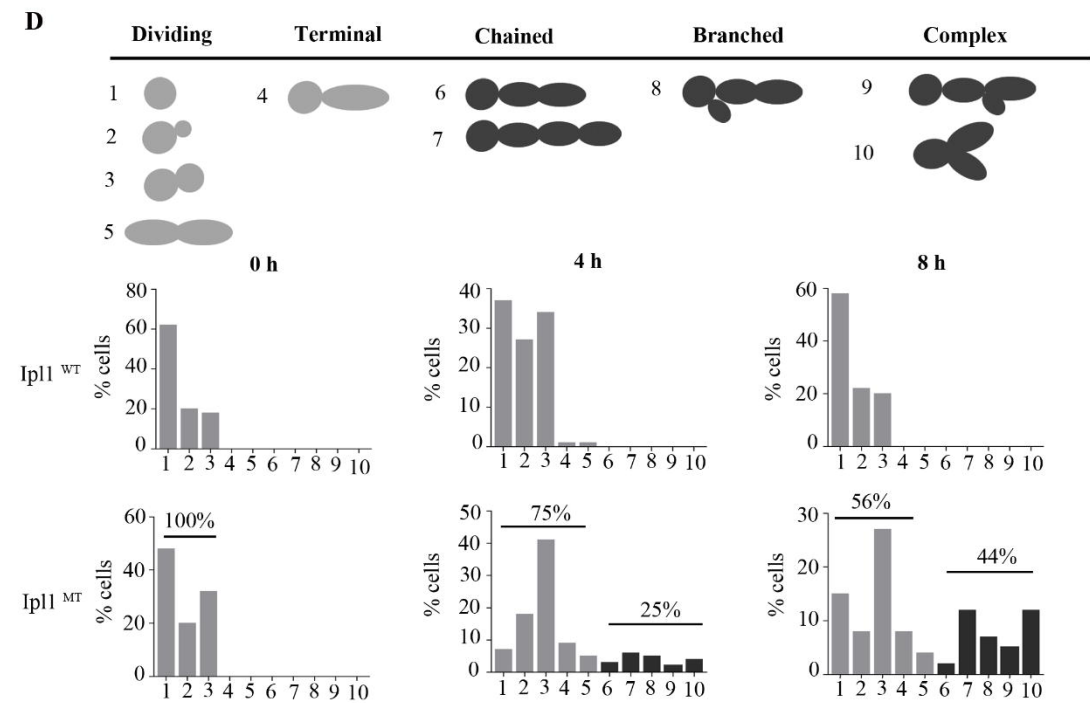 D
Dividing Terminal Chained Branched Complex
1 4 6 8 9
2
7
3 10
5
0 h 4 h 8 h
Ipl1 WT
% cells
80
60
40
20
0
1 2 3 4 5 6 7 8 9 10
% cells
40
30
20
10
0
1 2 3 4 5 6 7 8 9 10
% cells
60
40
20
0
1 2 3 4 5 6 7 8 9 10
Ipl1 MT
% cells
60
40
20
0
100%
1 2 3 4 5 6 7 8 9 10
% cells
50
40
30
20
10
0
75%
25%
1 2 3 4 5 6 7 8 9 10
% cells
30
20
10
0
56%
44%
1 2 3 4 5 6 7 8 9 10